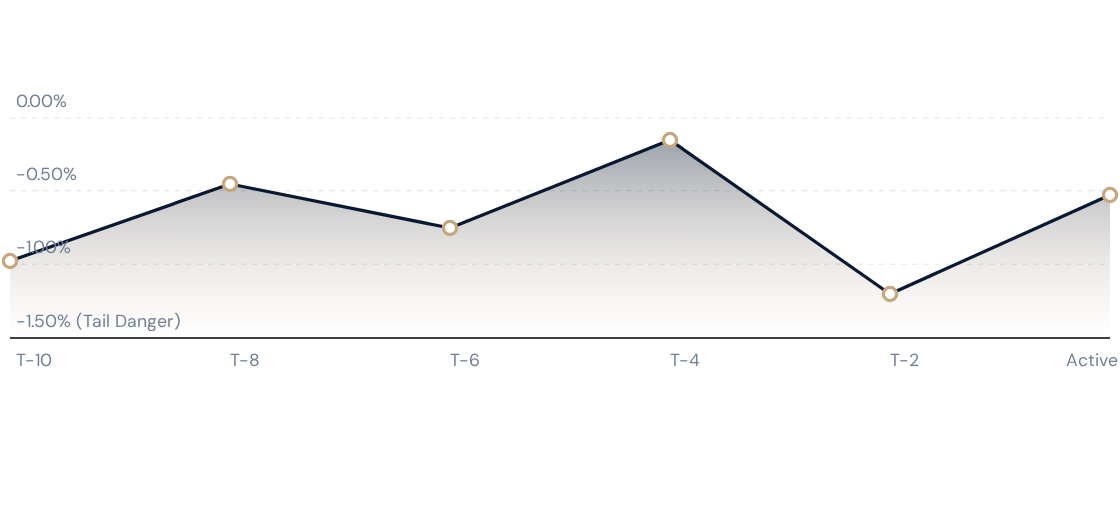 0.00%
-0.50%
-1.00%
-1.50% (Tail Danger)
T-10
T-8
T-6
T-4
T-2
Active